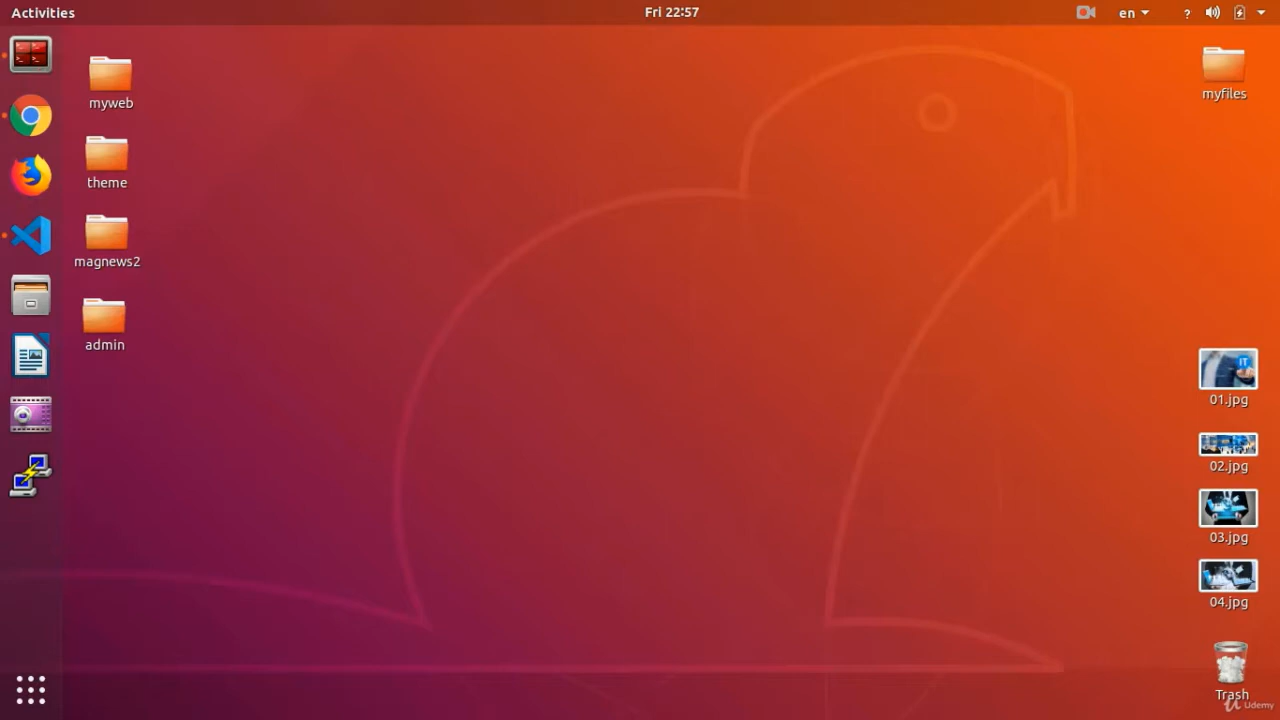 Activities
Fri 22:57
en
?
myweb
theme
magnews2
admin
myfiles
IT
01.jpg
02.jpg
03.jpg
04.jpg
Trash
Udemy